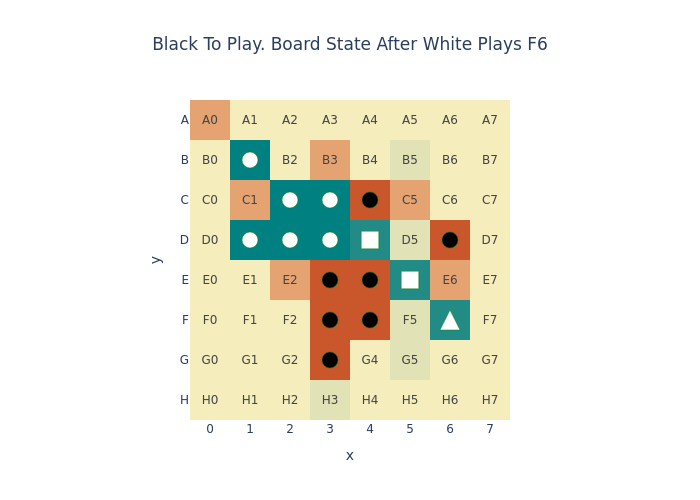 Black To Play. Board State After White Plays F6
A A0 A1 A2 A3 A4 A5 A6 A7
B B0 B2 B3 B4 B5 B6 B7
C C0 C1 C5 C6 C7
D D0 D5 D7
y
E E0 E1 E2 E6 E7
F F0 F1 F2 F5 F7
G G0 G1 G2 G4 G5 G6 G7
H H0 H1 H2 H3 H4 H5 H6 H7
0 1 2 3 4 5 6 7
x